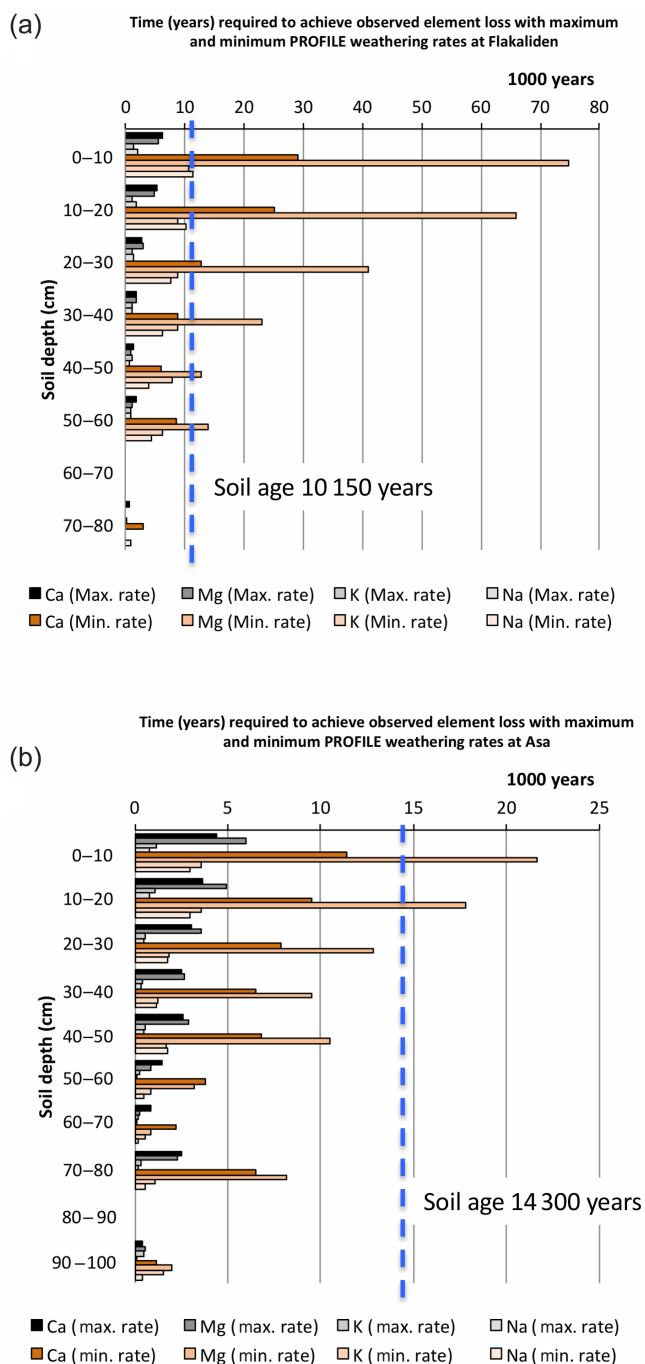 (a)
Time (years) required to achieve observed element loss with maximum
and minimum PROFILE weathering rates at Flakaliden
1000 years
0 10 20 30 40 50 60 70 80
Soil depth (cm)
0–10
10–20
20–30
30–40
40–50
50–60
60–70
70–80
Soil age 10 150 years
Ca (Max. rate) Mg (Max. rate) K (Max. rate) Na (Max. rate)
Ca (Min. rate) Mg (Min. rate) K (Min. rate) Na (Min. rate)
(b)
Time (years) required to achieve observed element loss with maximum
and minimum PROFILE weathering rates at Asa
1000 years
0 5 10 15 20 25
Soil depth (cm)
0–10
10–20
20–30
30–40
40–50
50–60
60–70
70–80
80–90
90–100
Soil age 14 300 years
Ca (max. rate) Mg (max. rate) K (max. rate) Na (max. rate)
Ca (min. rate) Mg (min. rate) K (min. rate) Na (min. rate)